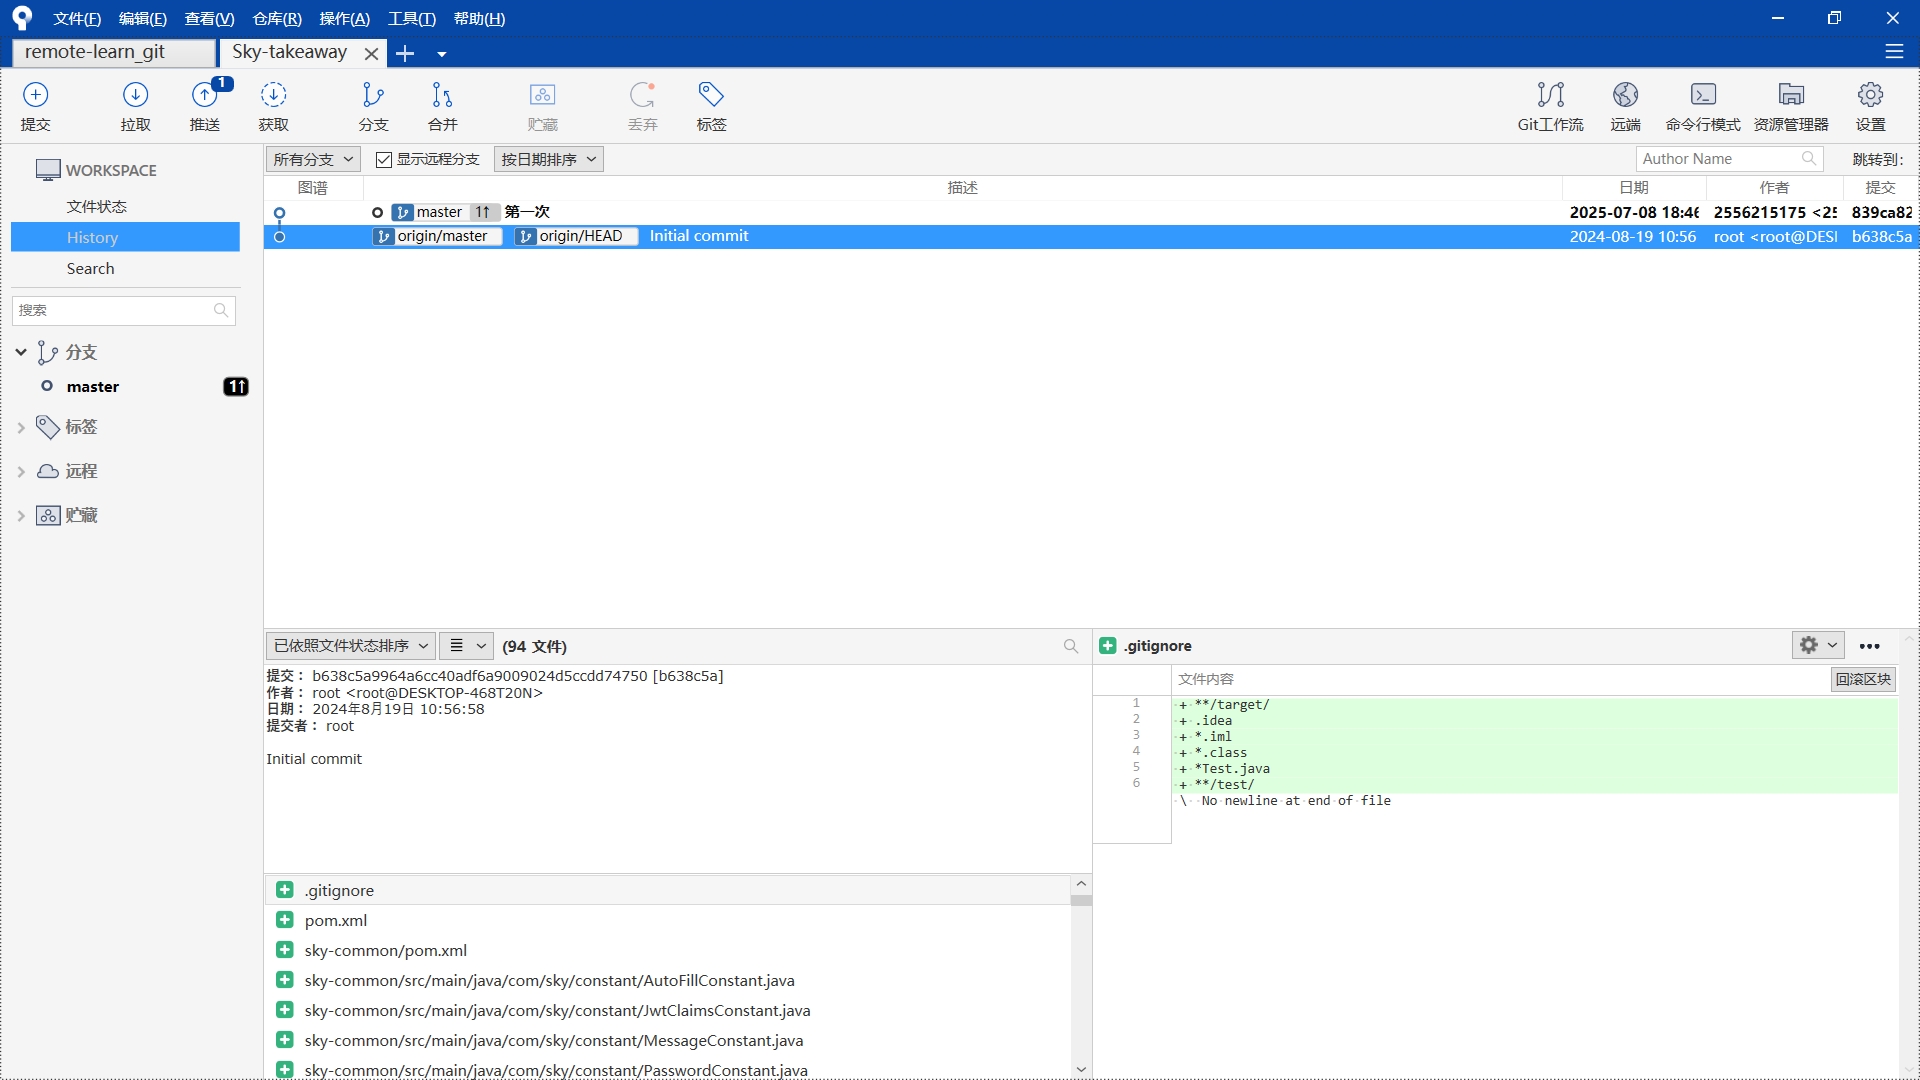 文件(F) 编辑(E) 查看(V) 仓库(R) 操作(A) 工具(T) 帮助(H)
remote-learn_git Sky-takeaway
1
提交 拉取 推送 获取 分支 合并 贮藏 丢弃 标签 Git工作流 远端 命令行模式 资源管理器 设置
WORKSPACE
文件状态
History
Search
搜索
分支
master 1↑
标签
远程
贮藏
所有分支 显示远程分支 按日期排序 Author Name 跳转到:
图谱 描述 日期 作者 提交
master 1↑ 第一次 2025-07-08 18:46 2556215175 <25 839ca82
origin/master origin/HEAD Initial commit 2024-08-19 10:56 root <root@DESI b638c5a
已依照文件状态排序 (94 文件)
提交： b638c5a9964a6cc40adf6a9009024d5ccdd74750 [b638c5a]
作者： root <root@DESKTOP-468T20N>
日期： 2024年8月19日 10:56:58
提交者： root
Initial commit
.gitignore
pom.xml
sky-common/pom.xml
sky-common/src/main/java/com/sky/constant/AutoFillConstant.java
sky-common/src/main/java/com/sky/constant/JwtClaimsConstant.java
sky-common/src/main/java/com/sky/constant/MessageConstant.java
sky-common/src/main/java/com/sky/constant/PasswordConstant.java
.gitignore
文件内容 回滚区块
1 + **/target/
2 + .idea
3 + *.iml
4 + *.class
5 + *Test.java
6 + **/test/
\ No newline at end of file